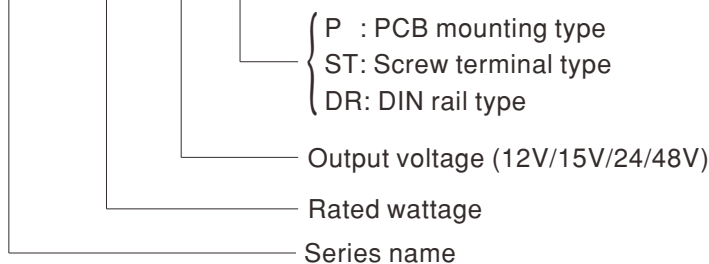 P : PCB mounting type
ST: Screw terminal type
DR: DIN rail type
Output voltage (12V/15V/24/48V)
Rated wattage
Series name